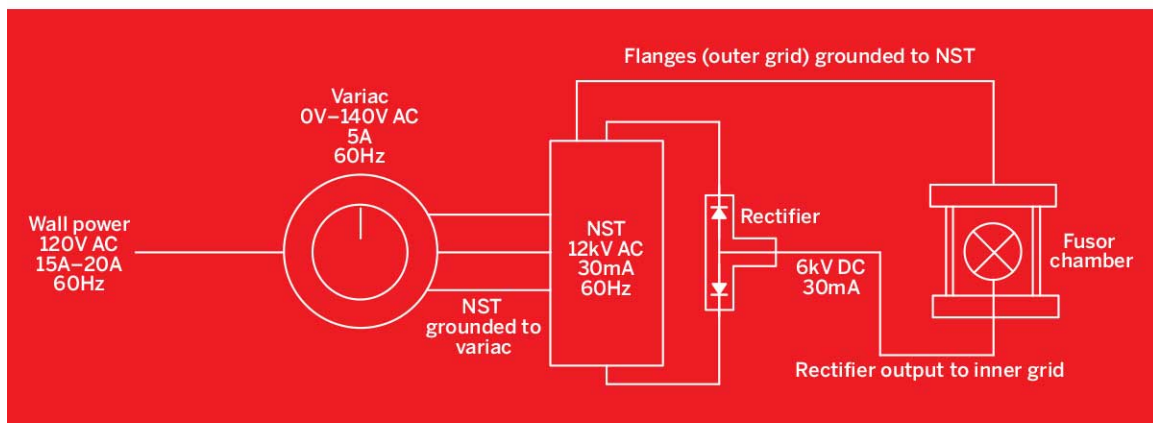 Flanges (outer grid) grounded to NST
Variac
0V–140V AC
5A
60Hz
Wall power
120V AC
15A–20A
60Hz
NST
12kV AC
30mA
60Hz
Rectifier
6kV DC
30mA
Fusor
chamber
NST
grounded to
variac
Rectifier output to inner grid